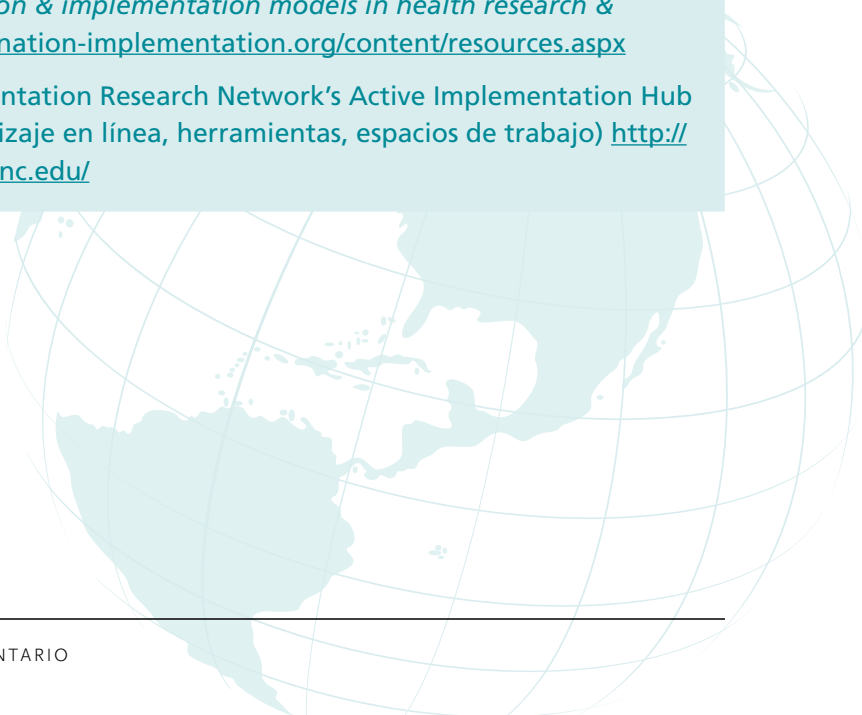 on & implementation models in health research &
nation-implementation.org/content/resources.aspx
ntation Research Network’s Active Implementation Hub
izaje en línea, herramientas, espacios de trabajo) http://
nc.edu/
NTARIO